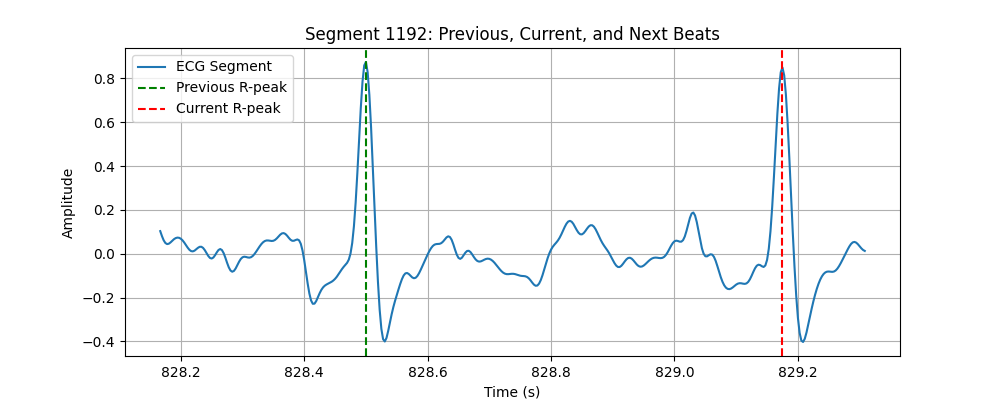 Segment 1192: Previous, Current, and Next Beats
ECG Segment
Previous R-peak
Current R-peak
Amplitude
0.8
0.6
0.4
0.2
0.0
−0.2
−0.4
828.2 828.4 828.6 828.8 829.0 829.2
Time (s)